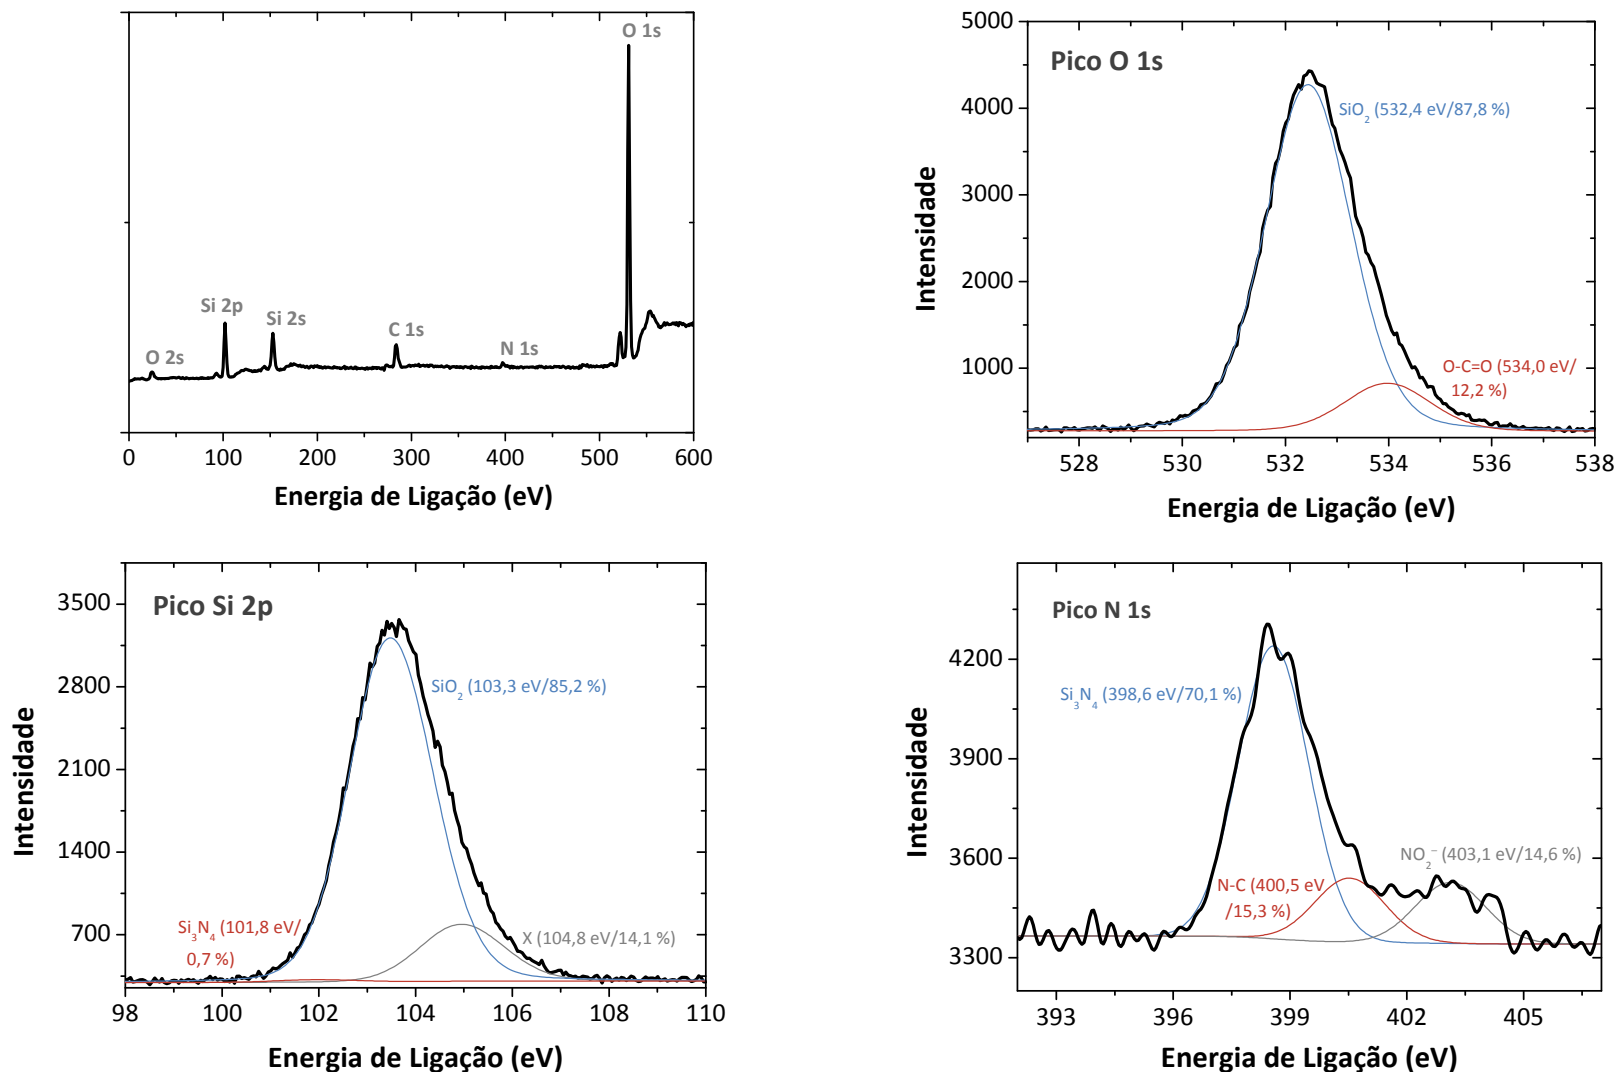 O 1s
Si 2p
Si 2s
C 1s
N 1s
O 2s
0 100 200 300 400 500 600
Energia de Ligação (eV)
Pico O 1s
SiO2 (532,4 eV/87,8 %)
O-C=O (534,0 eV/
12,2 %)
Intensidade
5000
4000
3000
2000
1000
528 530 532 534 536 538
Energia de Ligação (eV)
Pico Si 2p
SiO2 (103,3 eV/85,2 %)
Si3N4 (101,8 eV/
0,7 %)
X (104,8 eV/14,1 %)
Intensidade
3500
2800
2100
1400
700
98 100 102 104 106 108 110
Energia de Ligação (eV)
Pico N 1s
Si3N4 (398,6 eV/70,1 %)
NO2− (403,1 eV/14,6 %)
N-C (400,5 eV
/15,3 %)
Intensidade
4200
3900
3600
3300
393 396 399 402 405
Energia de Ligação (eV)